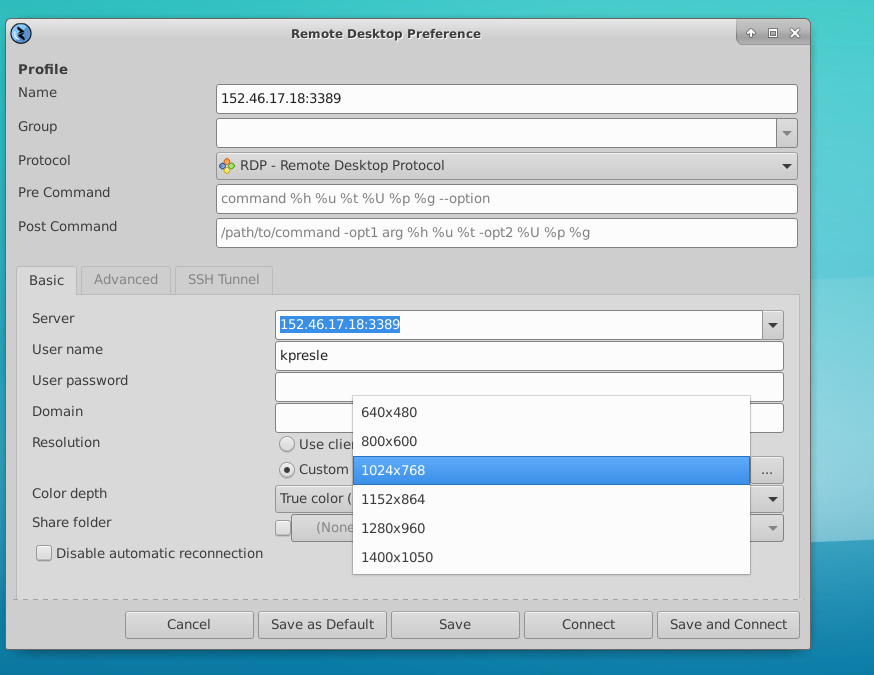 Remote Desktop Preference
Profile
Name 152.46.17.18:3389
Group
Protocol RDP - Remote Desktop Protocol
Pre Command command %h %u %t %U %p %g --option
Post Command /path/to/command -opt1 arg %h %u %t -opt2 %U %p %g
Basic Advanced SSH Tunnel
Server 152.46.17.18:3389
User name kpresle
User password
Domain
640x480
Resolution Use clie 800x600
Custom 1024x768 ...
Color depth True color ( 1152x864
Share folder (None 1280x960
Disable automatic reconnection 1400x1050
Cancel Save as Default Save Connect Save and Connect